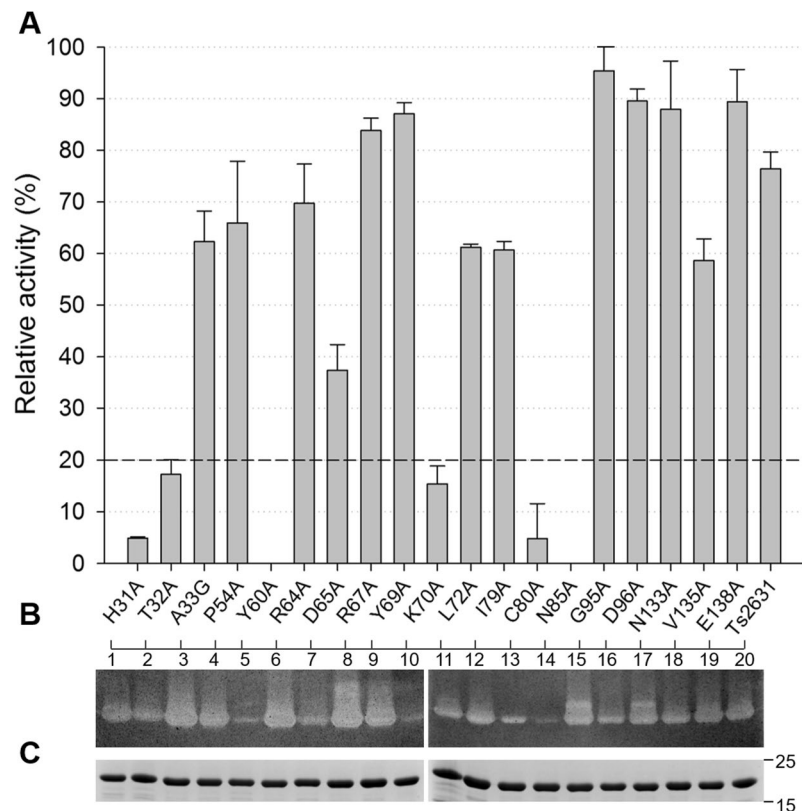 A
Relative activity (%)
100
90
80
70
60
50
40
30
20
10
0
H31A
T32A
A33G
P54A
Y60A
R64A
D65A
R67A
Y69A
K70A
L72A
I79A
C80A
N85A
G95A
D96A
N133A
V135A
E138A
Ts2631
B
1 2 3 4 5 6 7 8 9 10 11 12 13 14 15 16 17 18 19 20
C
25
15